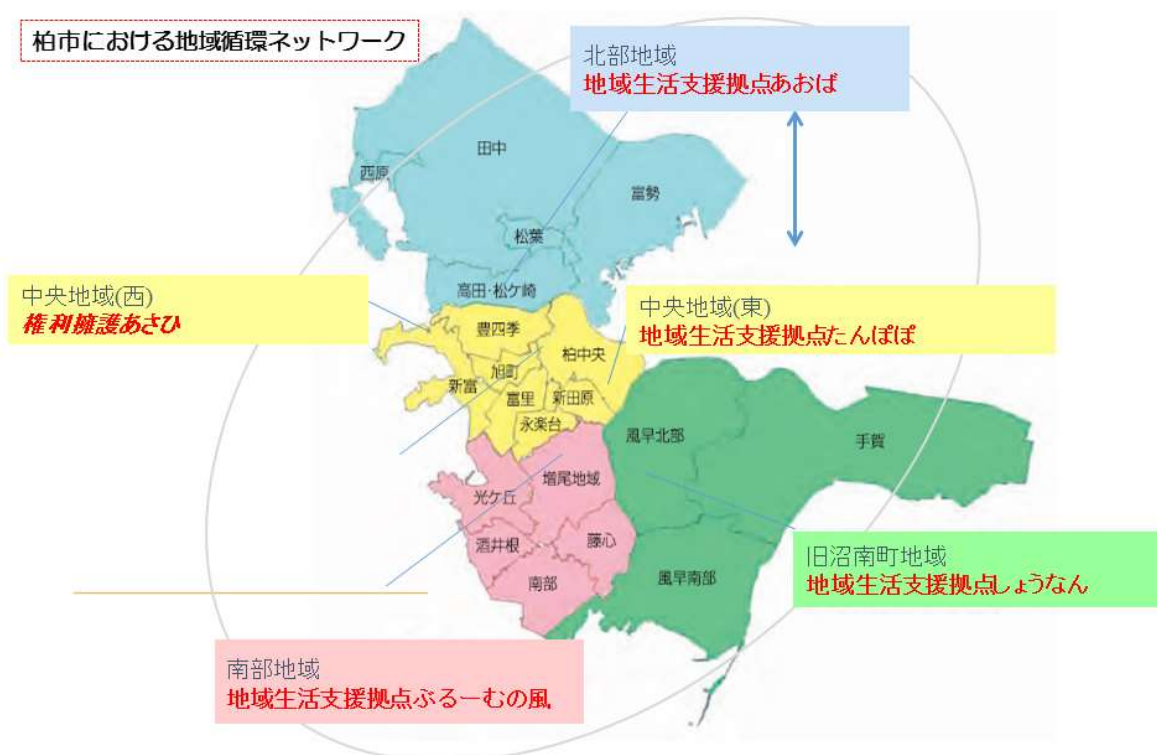 柏市における地域循環ネットワーク
北部地域
地域生活支援拠点あおば
田中
西原
富勢
松葉
高田・松ケ崎
中央地域(西)
権利擁護あさひ
中央地域(東)
地域生活支援拠点たんぽぽ
豊四季
柏中央
旭町
新富
富里
新田原
永楽台
風早北部
手賀
増尾地域
光ケ丘
酒井根
藤心
南部
風早南部
旧沼南町地域
地域生活支援拠点しょうなん
南部地域
地域生活支援拠点ぶるーむの風